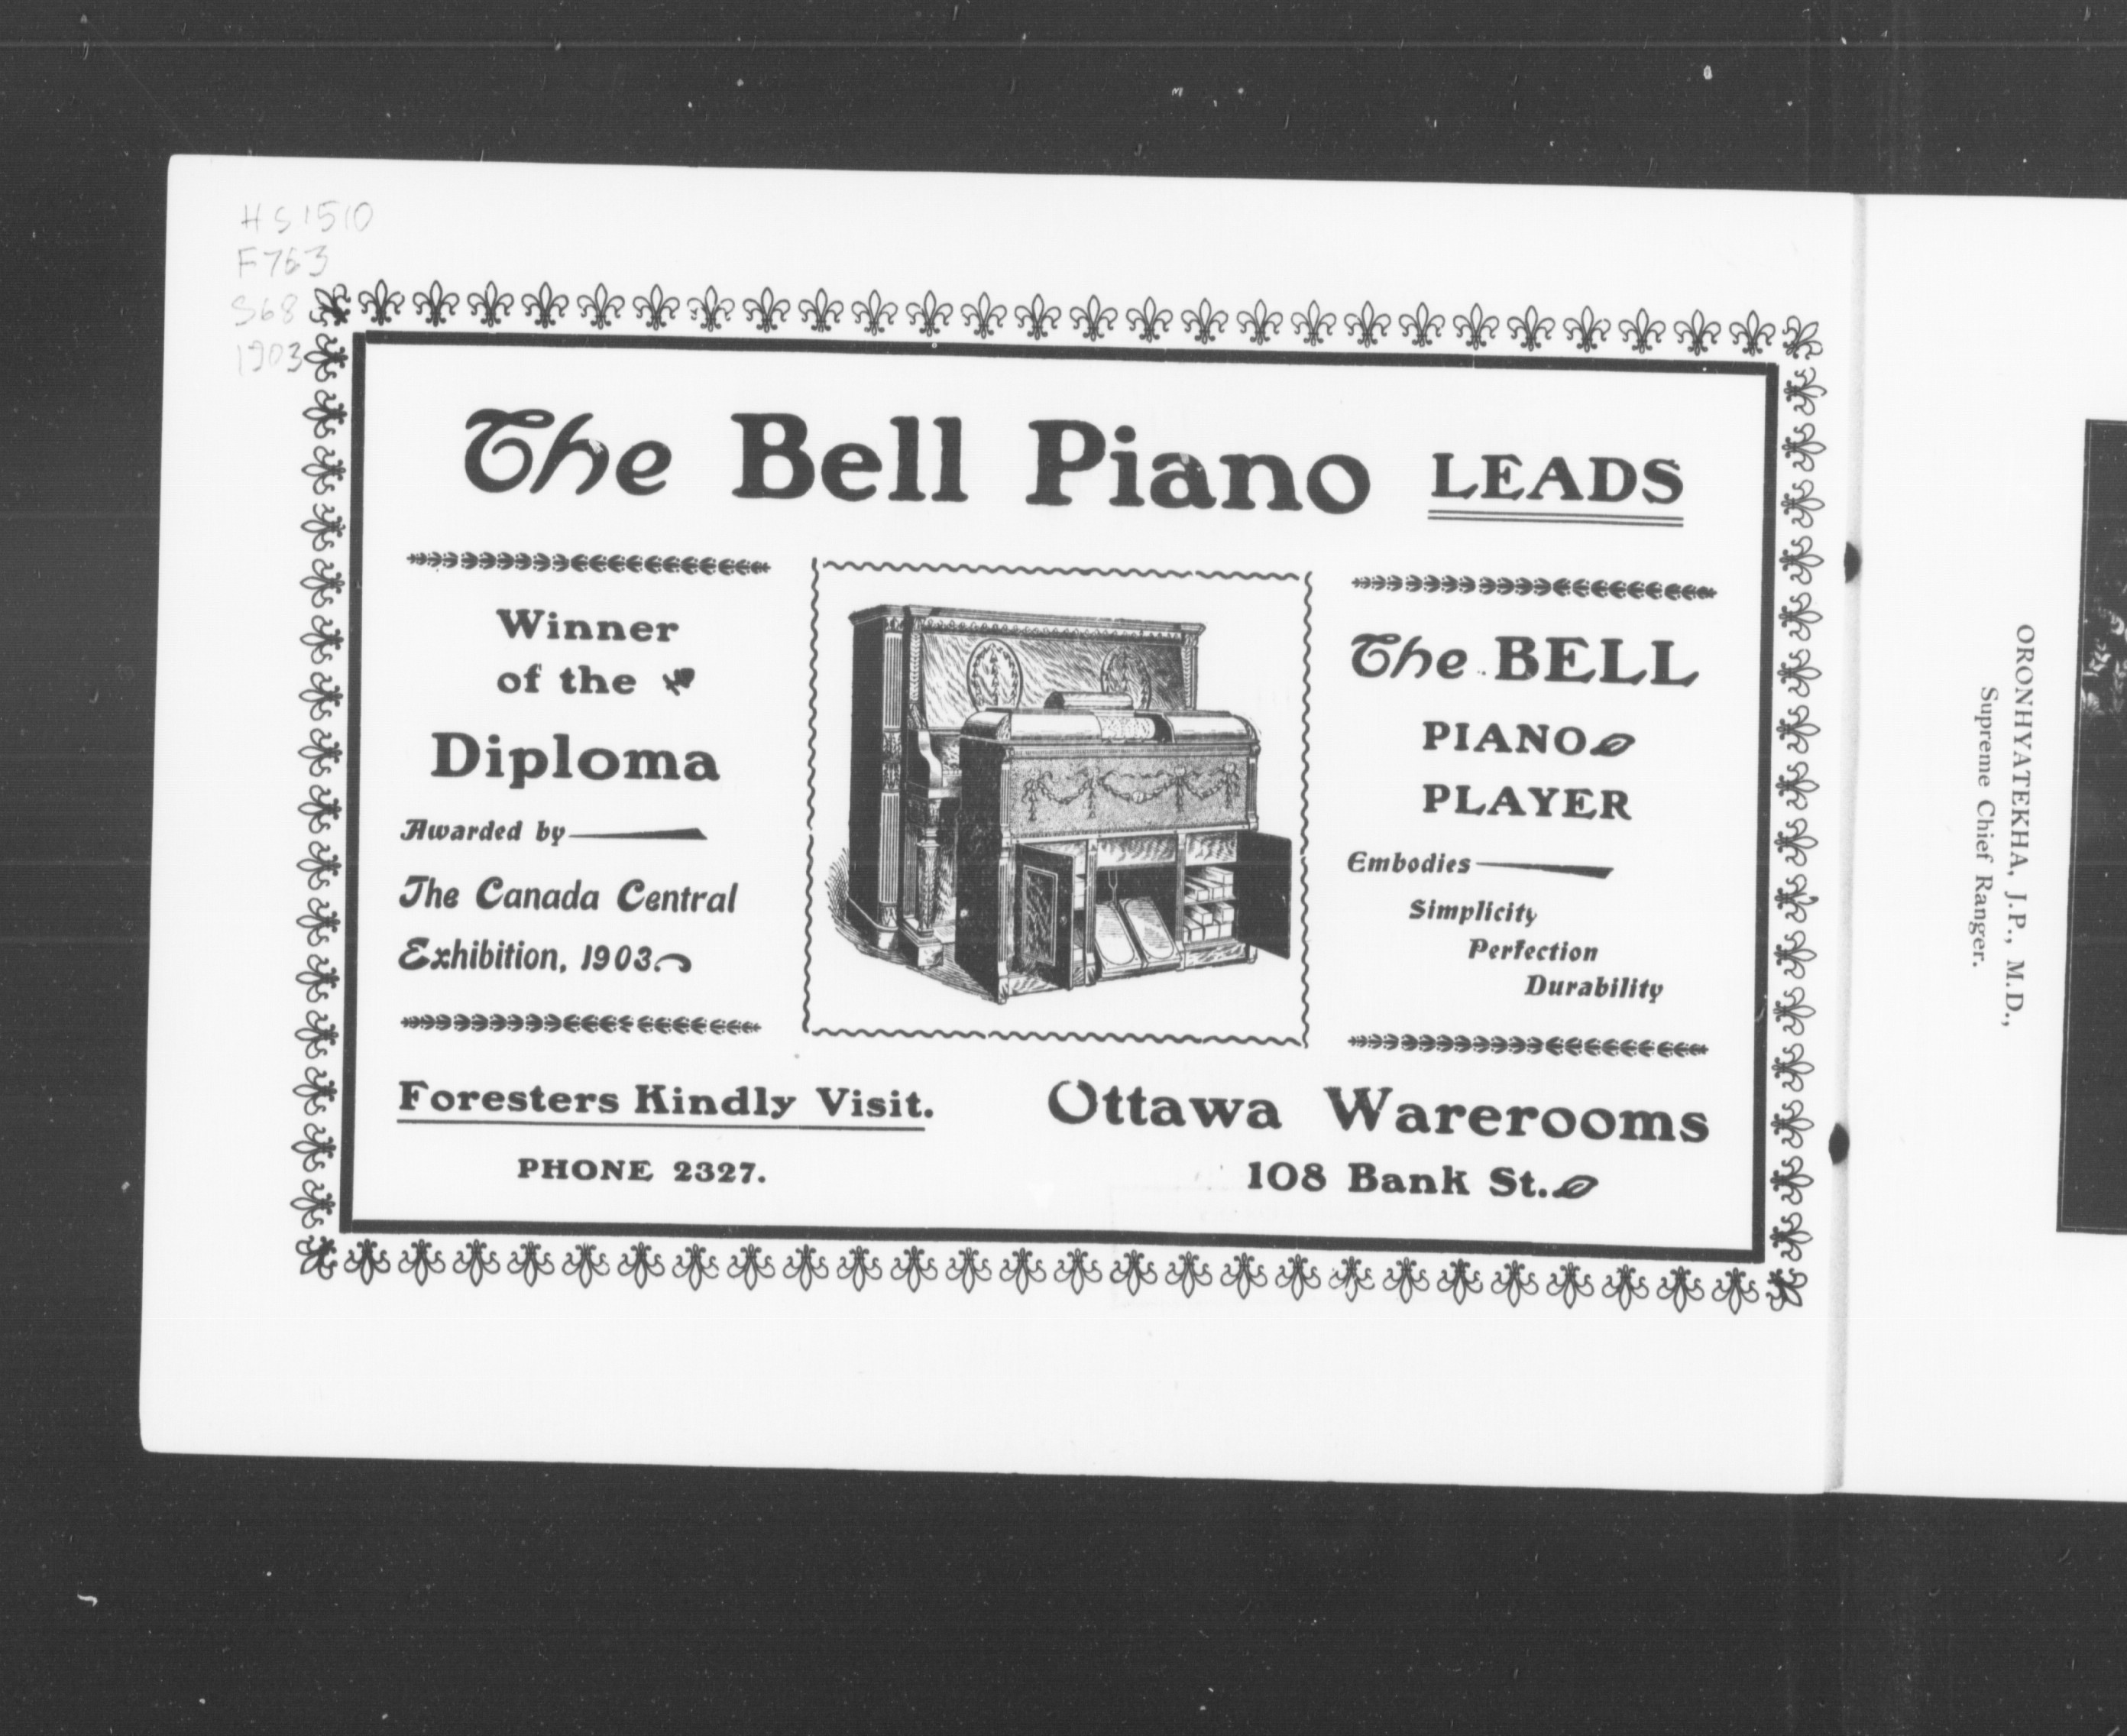 HS1510
F763
S68
1903
The Bell Piano LEADS
Winner
of the
Diploma
Awarded by
The Canada Central
Exhibition, 1903
The BELL
PIANO
PLAYER
Embodies
Simplicity
Perfection
Durability
Foresters Kindly Visit.
PHONE 2327.
Ottawa Warerooms
108 Bank St.
ORONHYATEKHA, J.P., M.D.,
Supreme Chief Ranger.